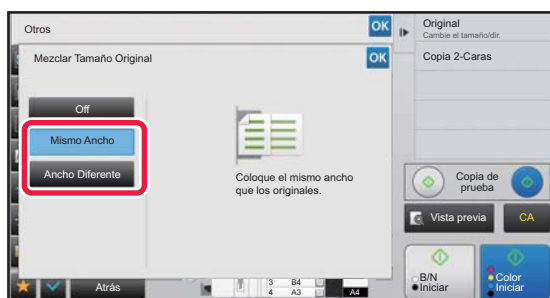 Otros
OK
Mezclar Tamaño Original
OK
Off
Mismo Ancho
Ancho Diferente
Coloque el mismo ancho
que los originales.
Original
Cambie el tamaño/dir.
Copia 2-Caras
Copia de
prueba
Vista previa
CA
B/N
Iniciar
Color
Iniciar
Atrás
3 B4
4 A3
A4